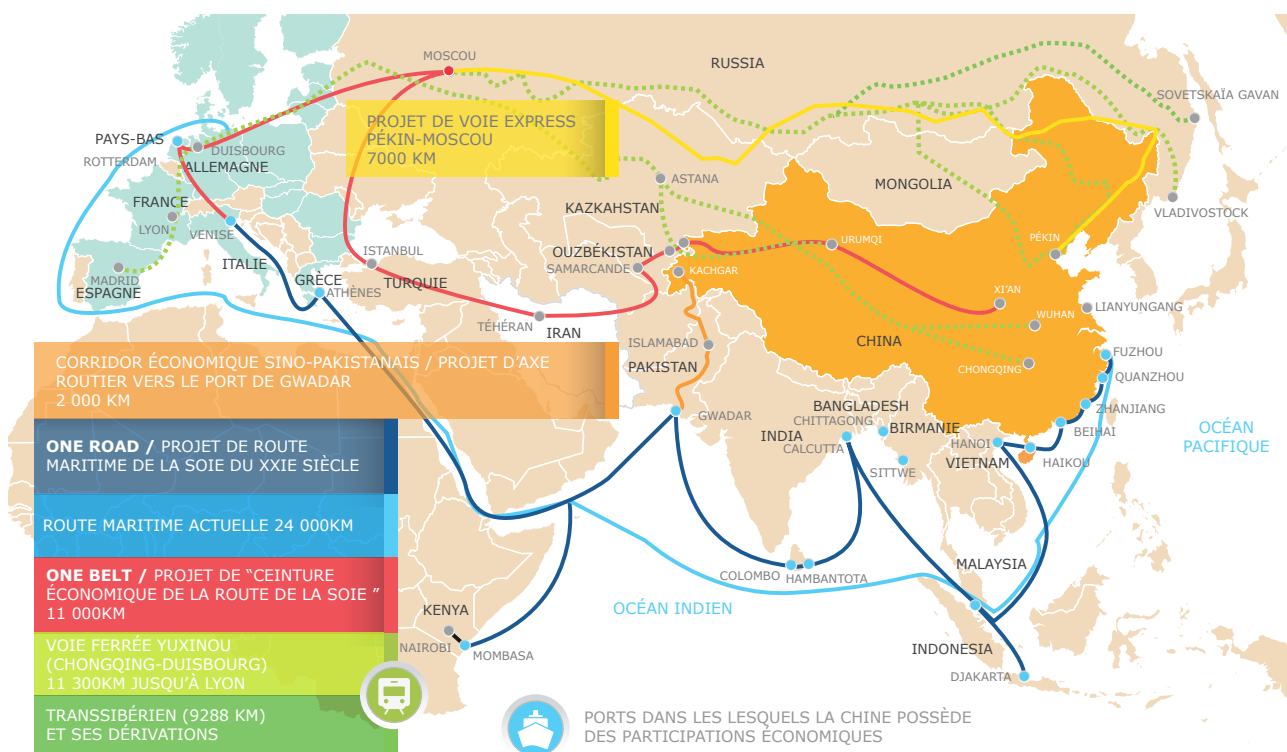 MOSCOU
RUSSIA
SOVETSKAÏA GAVAN
PROJET DE VOIE EXPRESS
PÉKIN-MOSCOU
7000 KM
PAYS-BAS
ROTTERDAM
DUISBOURG
ALLEMAGNE
ASTANA
MONGOLIA
FRANCE
LYON
VENISE
KAZAKHSTAN
VLADIVOSTOCK
ISTANBUL
OUZBÉKISTAN
URUMQI
PÉKIN
ITALIE
SAMARCANDE
KACHGAR
MADRID
ESPAGNE
GRÈCE
ATHÈNES
TURQUIE
XI'AN
LIANYUNGANG
WUHAN
TÉHÉRAN
IRAN
ISLAMABAD
CHINA
FUZHOU
CORRIDOR ÉCONOMIQUE SINO-PAKISTANAIS / PROJET D'AXE
ROUTIER VERS LE PORT DE GWADAR
2 000 KM
PAKISTAN
CHONGQING
QUANZHOU
GWADAR
BANGLADESH
CHITTAGONG
ZHANJIANG
BIRMANIE
BEIHAI
OCÉAN
PACIFIQUE
INDIA
CALCUTTA
HANOI
VIETNAM
HAIKOU
SITTWE
ONE ROAD / PROJET DE ROUTE
MARITIME DE LA SOIE DU XXIE SIÈCLE
ROUTE MARITIME ACTUELLE 24 000KM
ONE BELT / PROJET DE “CEINTURE
ÉCONOMIQUE DE LA ROUTE DE LA SOIE ”
11 000KM
COLOMBO
HAMBANTOTA
MALAYSIA
OCÉAN INDIEN
KENYA
NAIROBI
MOMBASA
INDONESIA
DJAKARTA
VOIE FERRÉE YUXINOU
(CHONGQING-DUISBOURG)
11 300KM JUSQU'À LYON
TRANSSIBÉRIEN (9288 KM)
ET SES DÉRIVATIONS
PORTS DANS LES LESQUELS LA CHINE POSSÈDE
DES PARTICIPATIONS ÉCONOMIQUES